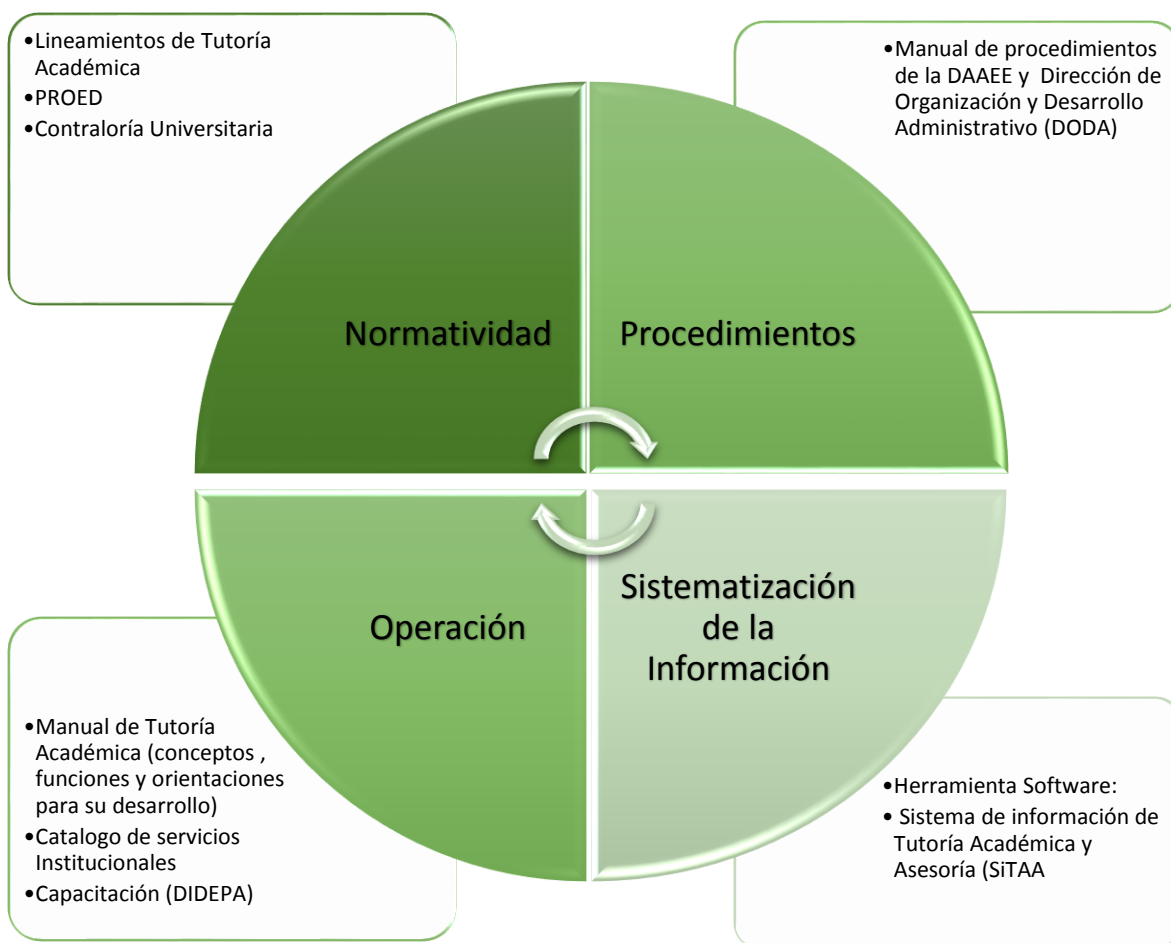 •Lineamientos de Tutoría
Académica
•PROED
•Contraloría Universitaria
•Manual de procedimientos
de la DAAEE y Dirección de
Organización y Desarrollo
Administrativo (DODA)
Normatividad
Procedimientos
Operación
Sistematización
de la
Información
•Manual de Tutoría
Académica (conceptos ,
funciones y orientaciones
para su desarrollo)
•Catalogo de servicios
Institucionales
•Capacitación (DIDEPA)
•Herramienta Software:
• Sistema de información de
Tutoría Académica y
Asesoría (SiTAA